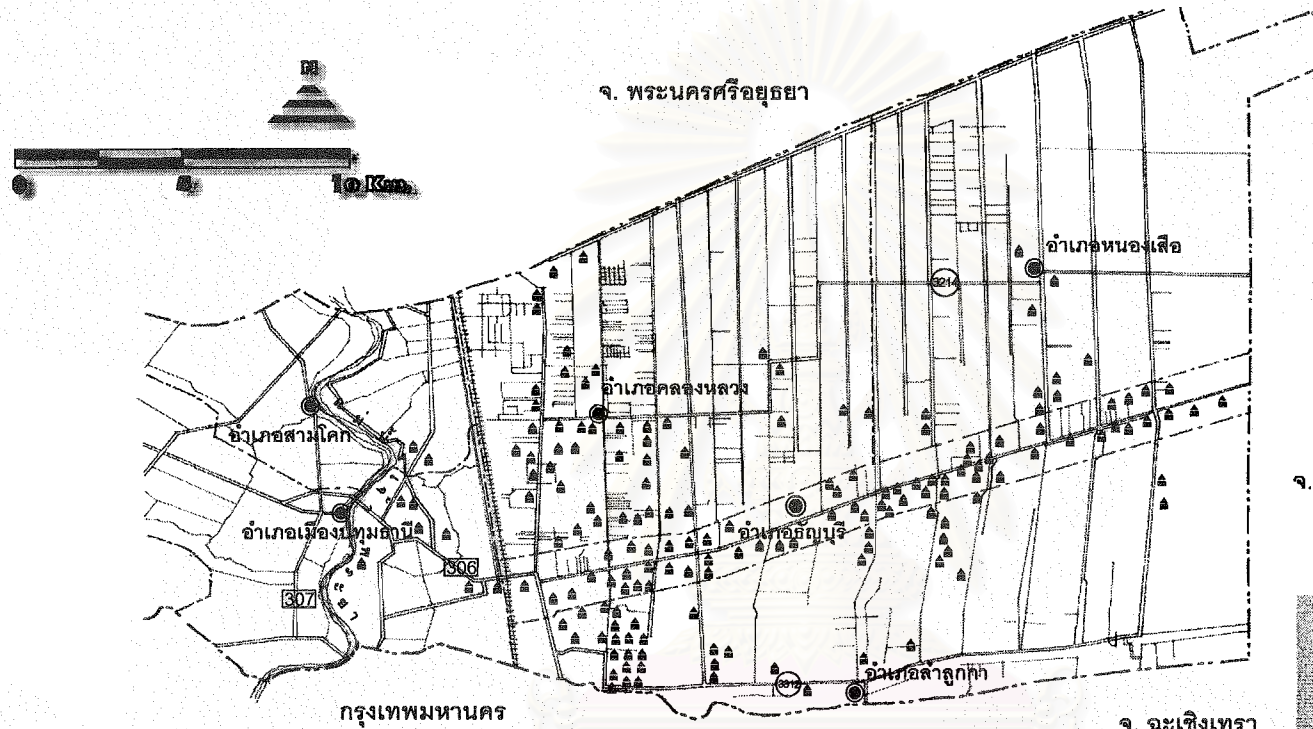 N
จ. พระนครศรีอยุธยา
0 5 10 Km.
อำเภอหนองเสือ
3214
อำเภอคลองหลวง
อำเภอสามโคก
จ.
อำเภอเมืองปทุมธานี
อำเภอธัญบุรี
306
307
อำเภอลำลูกกา
3312
กรุงเทพมหานคร
จ. ฉะเชิงเทรา